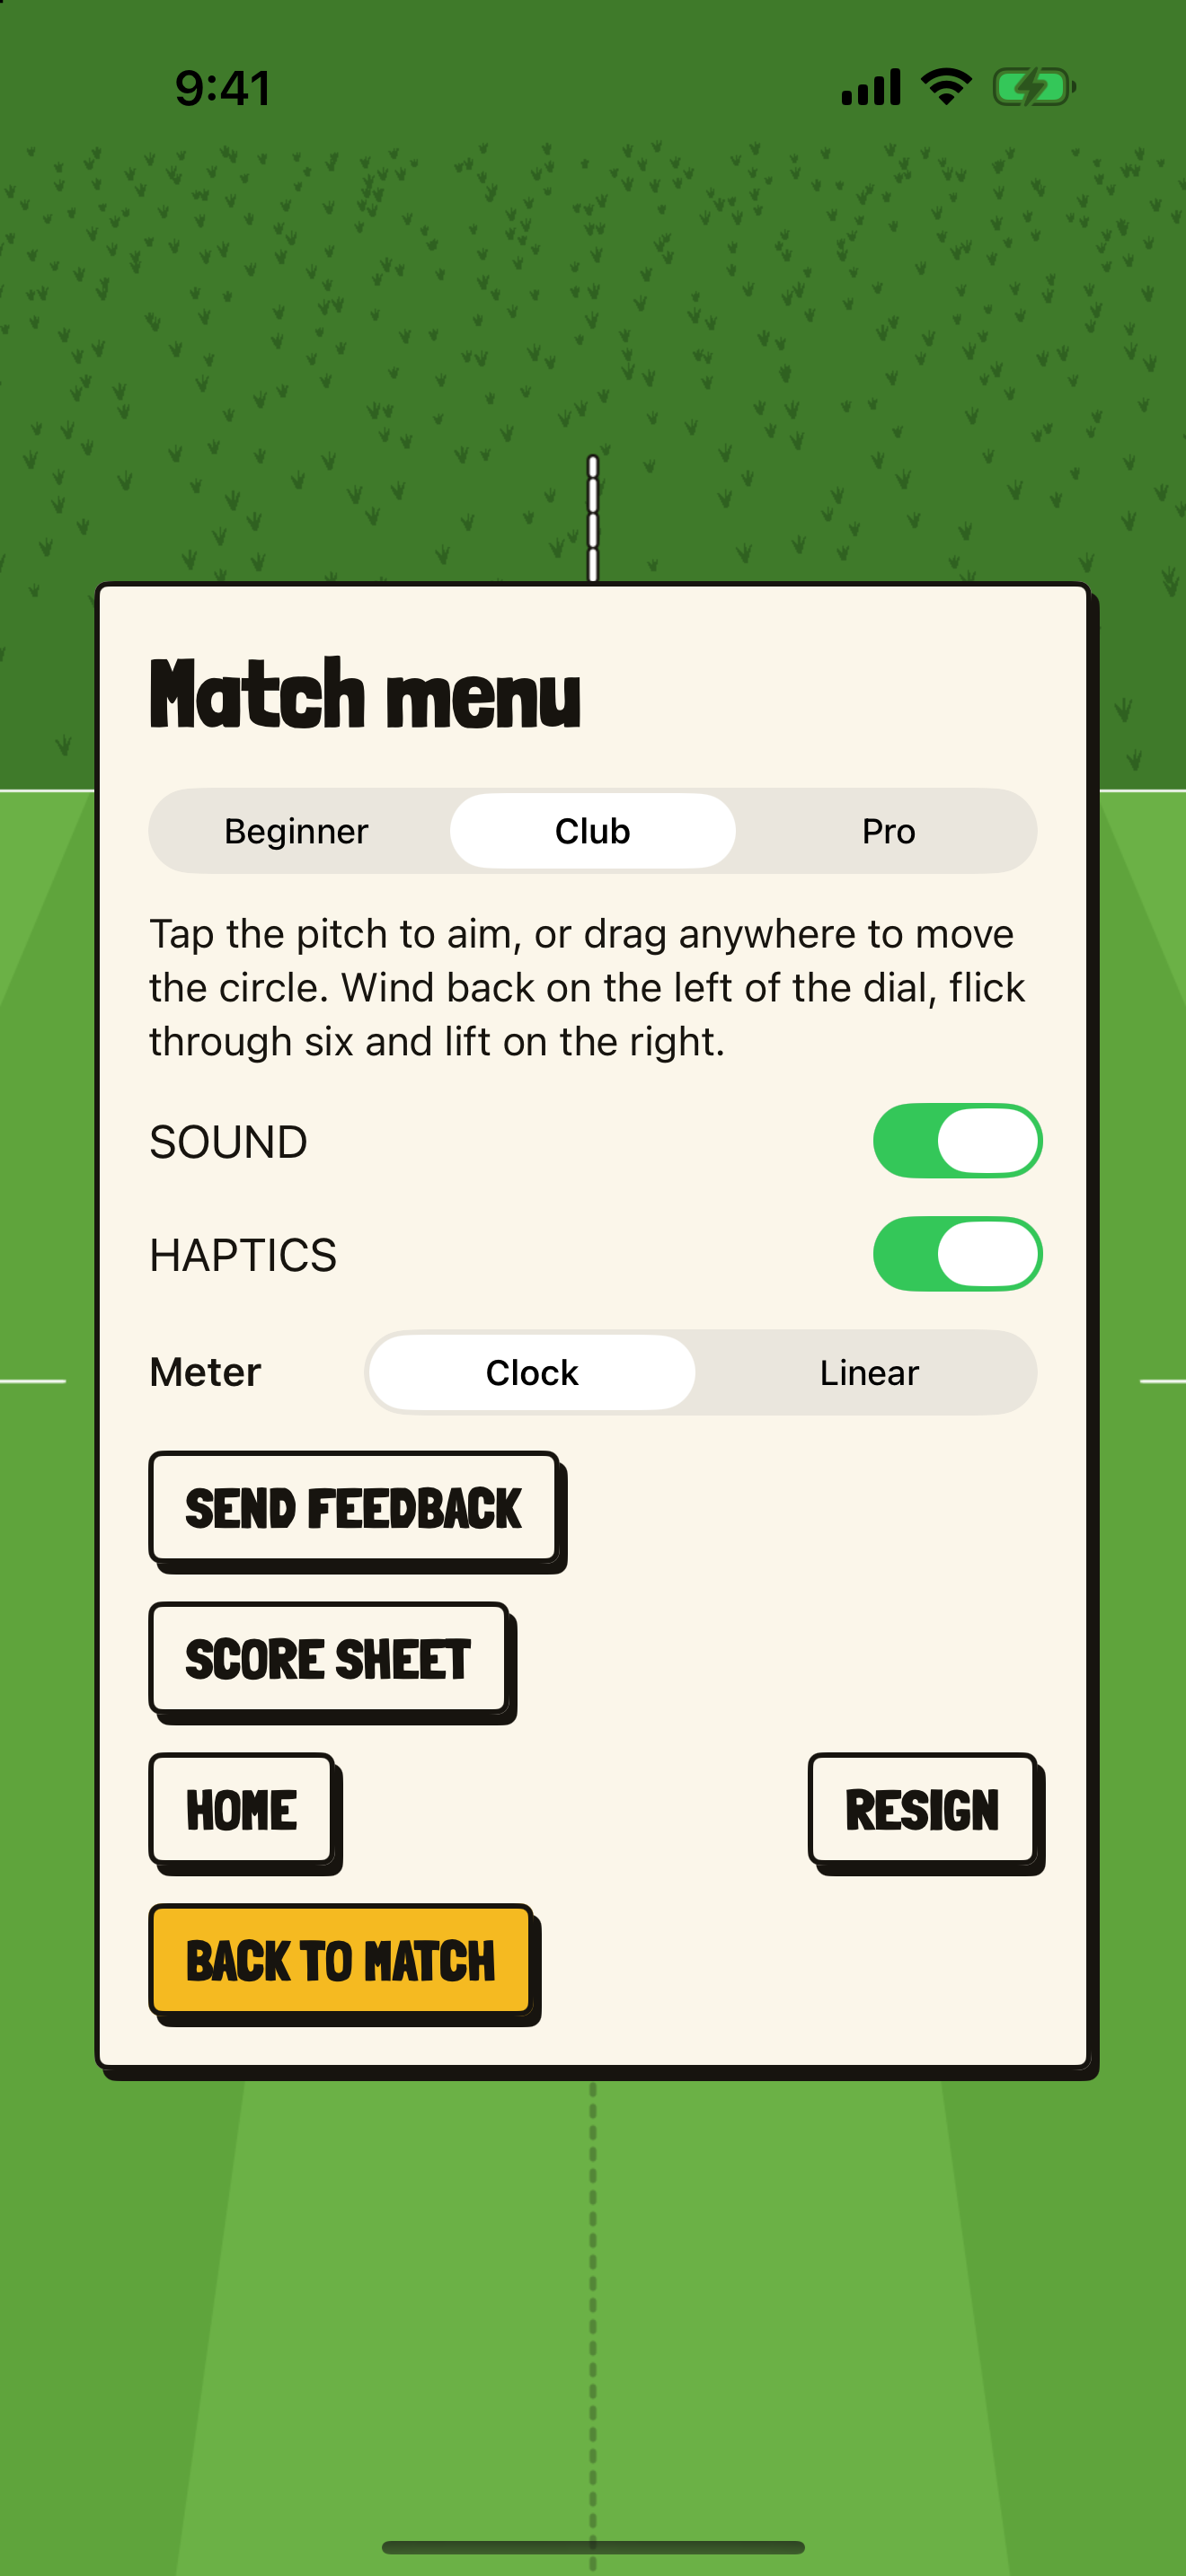 9:41
Match menu
Beginner Club Pro
Tap the pitch to aim, or drag anywhere to move
the circle. Wind back on the left of the dial, flick
through six and lift on the right.
SOUND
HAPTICS
Meter Clock Linear
SEND FEEDBACK
SCORE SHEET
HOME RESIGN
BACK TO MATCH